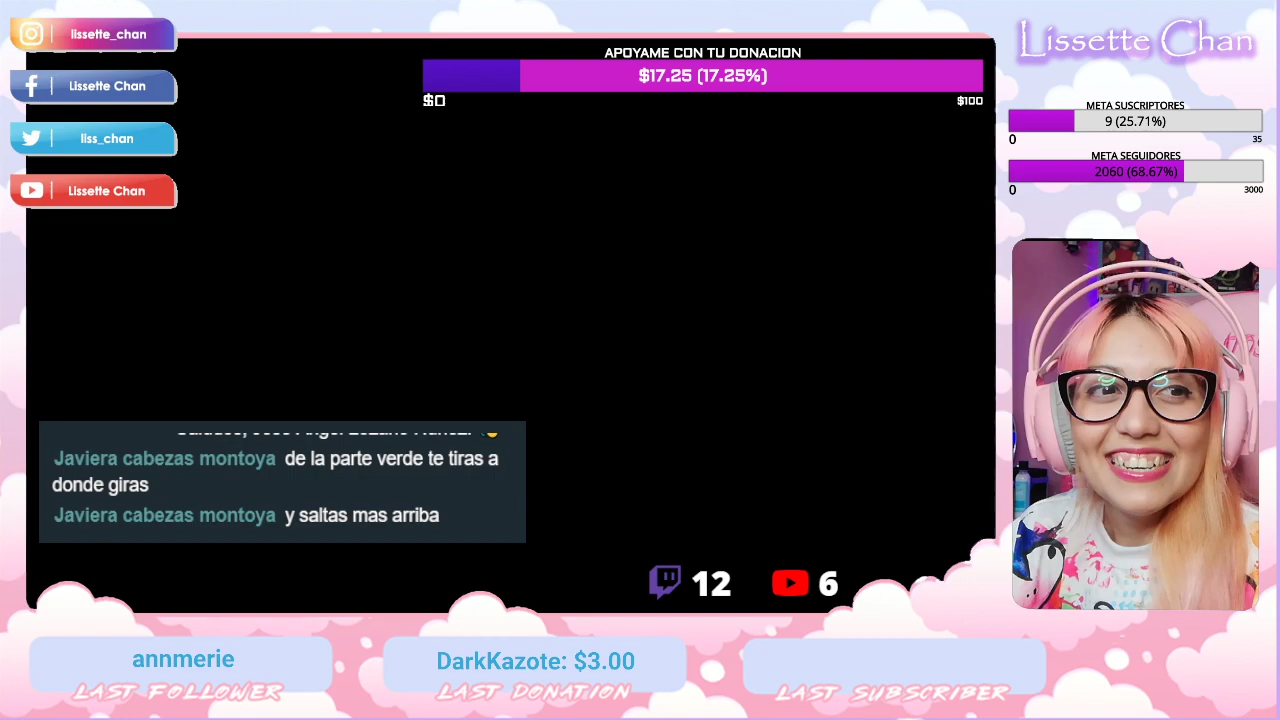 lissette_chan
Lissette Chan
liss_chan
Lissette Chan
APOYAME CON TU DONACION
$17.25 (17.25%)
$0
$100
Lissette Chan
META SUSCRIPTORES
9 (25.71%)
0
35
META SEGUIDORES
2060 (68.67%)
0
3000
Javiera cabezas montoya de la parte verde te tiras a
donde giras
Javiera cabezas montoya y saltas mas arriba
12
6
annmerie
LAST FOLLOWER
DarkKazote: $3.00
LAST DONATION
LAST SUBSCRIBER